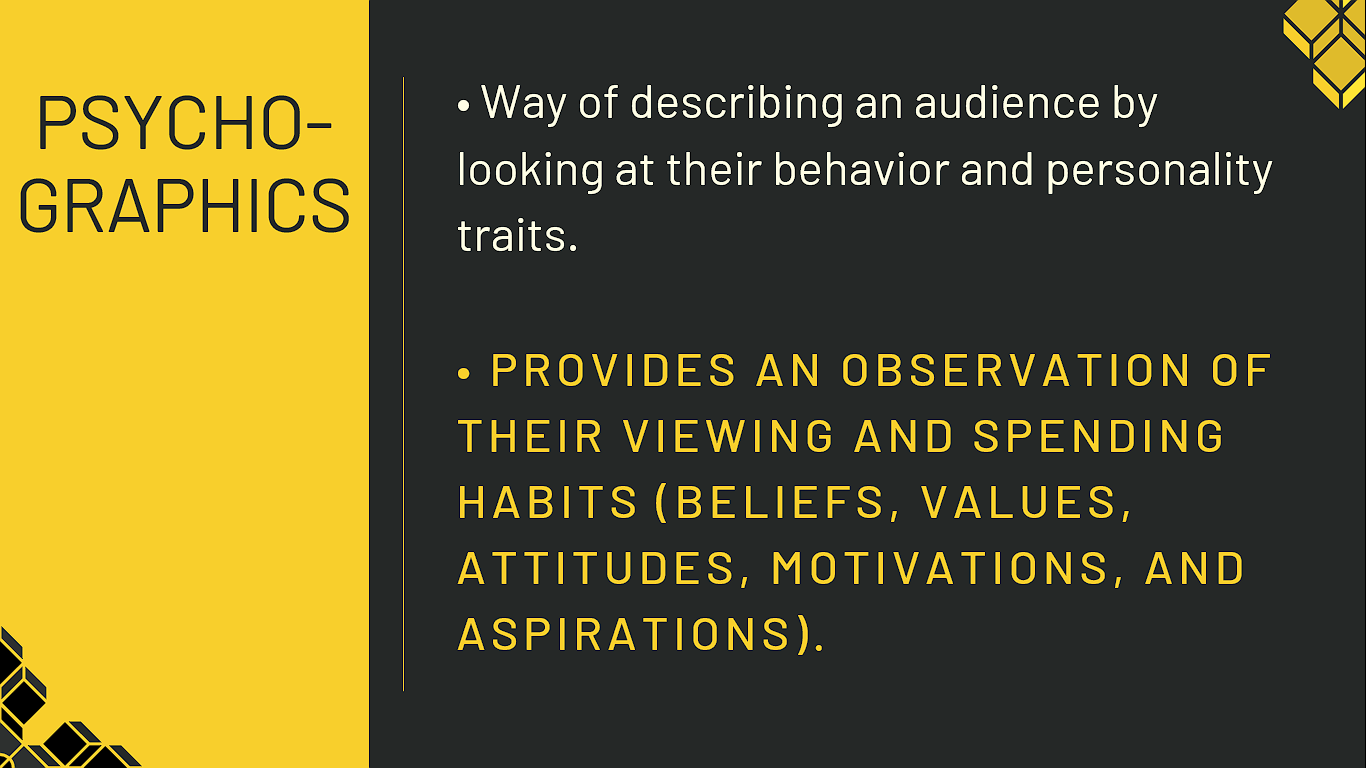 PSYCHO-
GRAPHICS
• Way of describing an audience by
looking at their behavior and personality
traits.
• PROVIDES AN OBSERVATION OF
THEIR VIEWING AND SPENDING
HABITS (BELIEFS, VALUES,
ATTITUDES, MOTIVATIONS, AND
ASPIRATIONS).